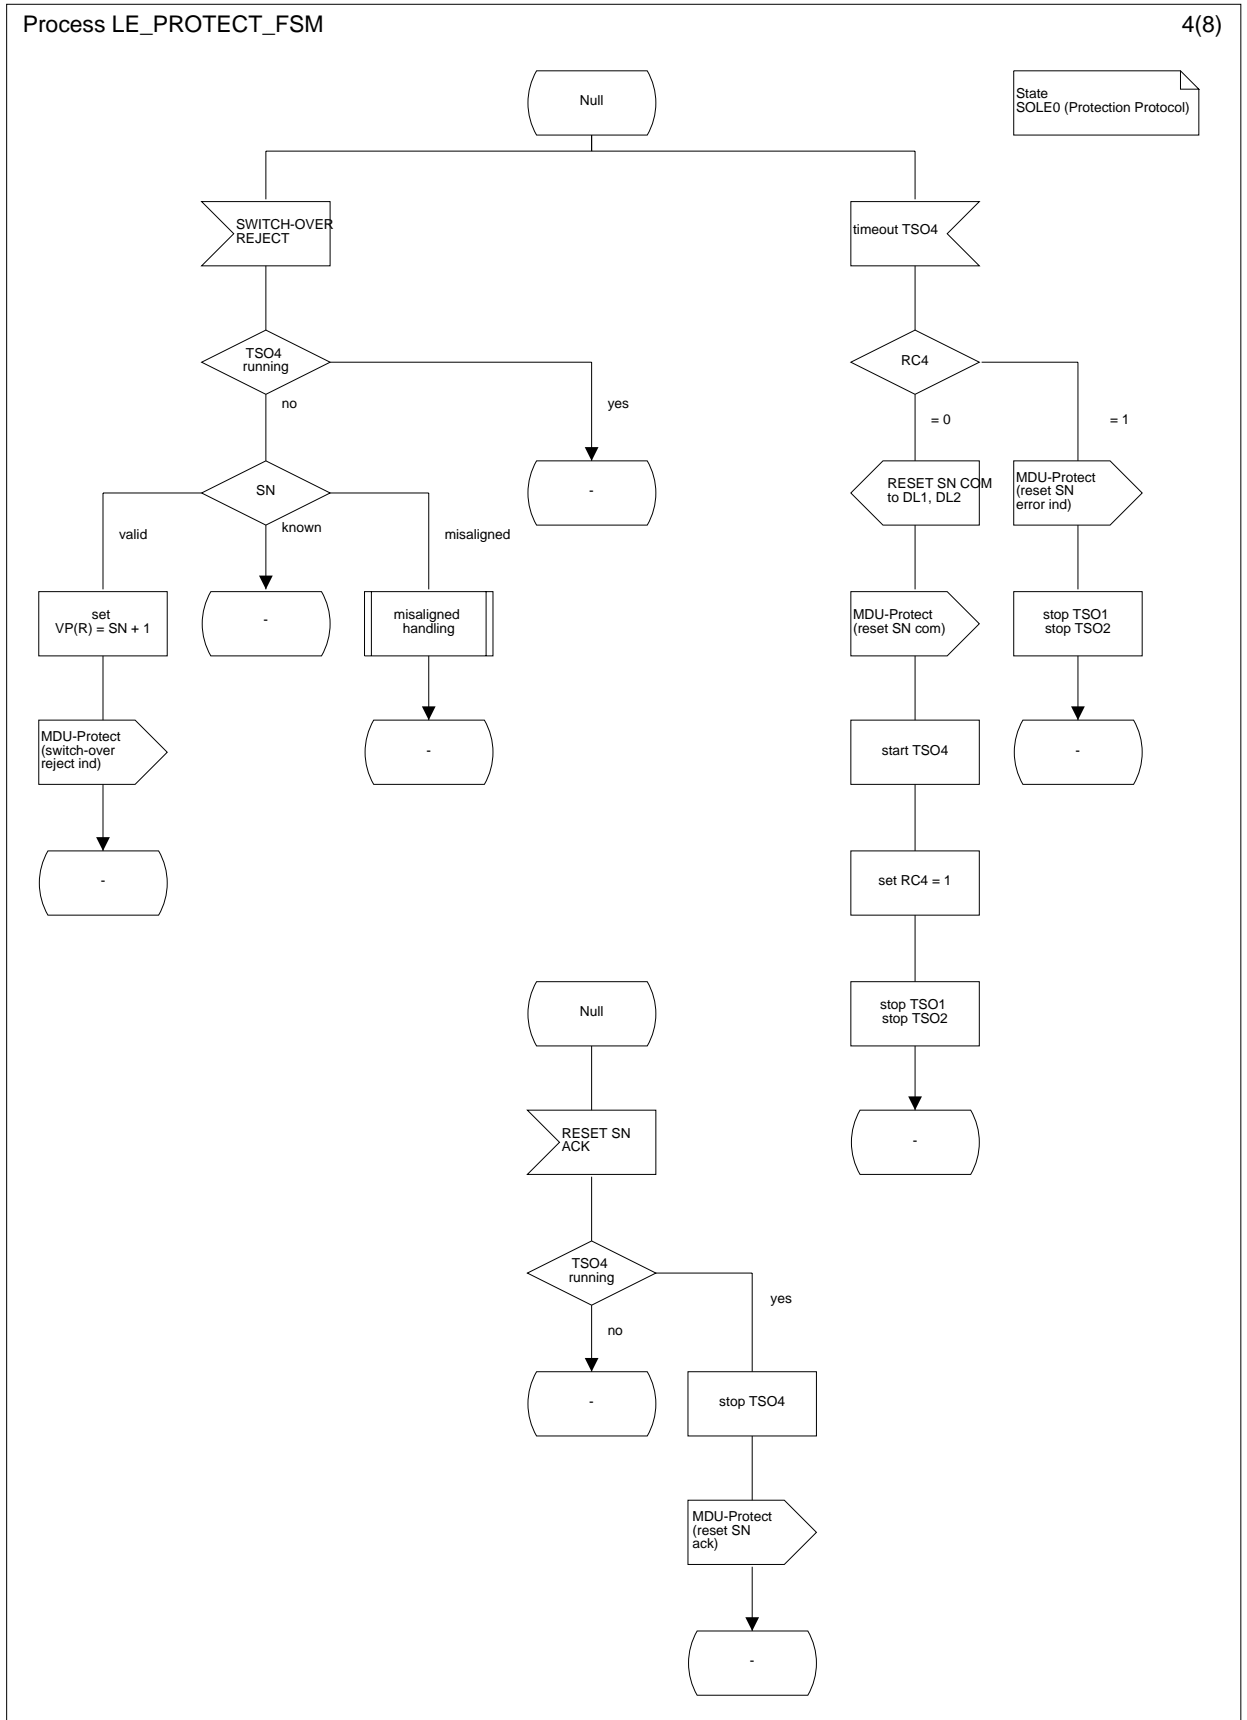 Process LE_PROTECT_FSM
4(8)
Null
State
SOLE0 (Protection Protocol)
SWITCH-OVER
REJECT
timeout TSO4
TSO4
running
RC4
no
yes
= 0
= 1
SN
-
RESET SN COM
to DL1, DL2
MDU-Protect
(reset SN
error ind)
valid
known
misaligned
set
VP(R) = SN + 1
-
misaligned
handling
MDU-Protect
(reset SN com)
stop TSO1
stop TSO2
MDU-Protect
(switch-over
reject ind)
-
start TSO4
-
-
set RC4 = 1
Null
stop TSO1
stop TSO2
RESET SN
ACK
-
TSO4
running
yes
no
-
stop TSO4
MDU-Protect
(reset SN
ack)
-